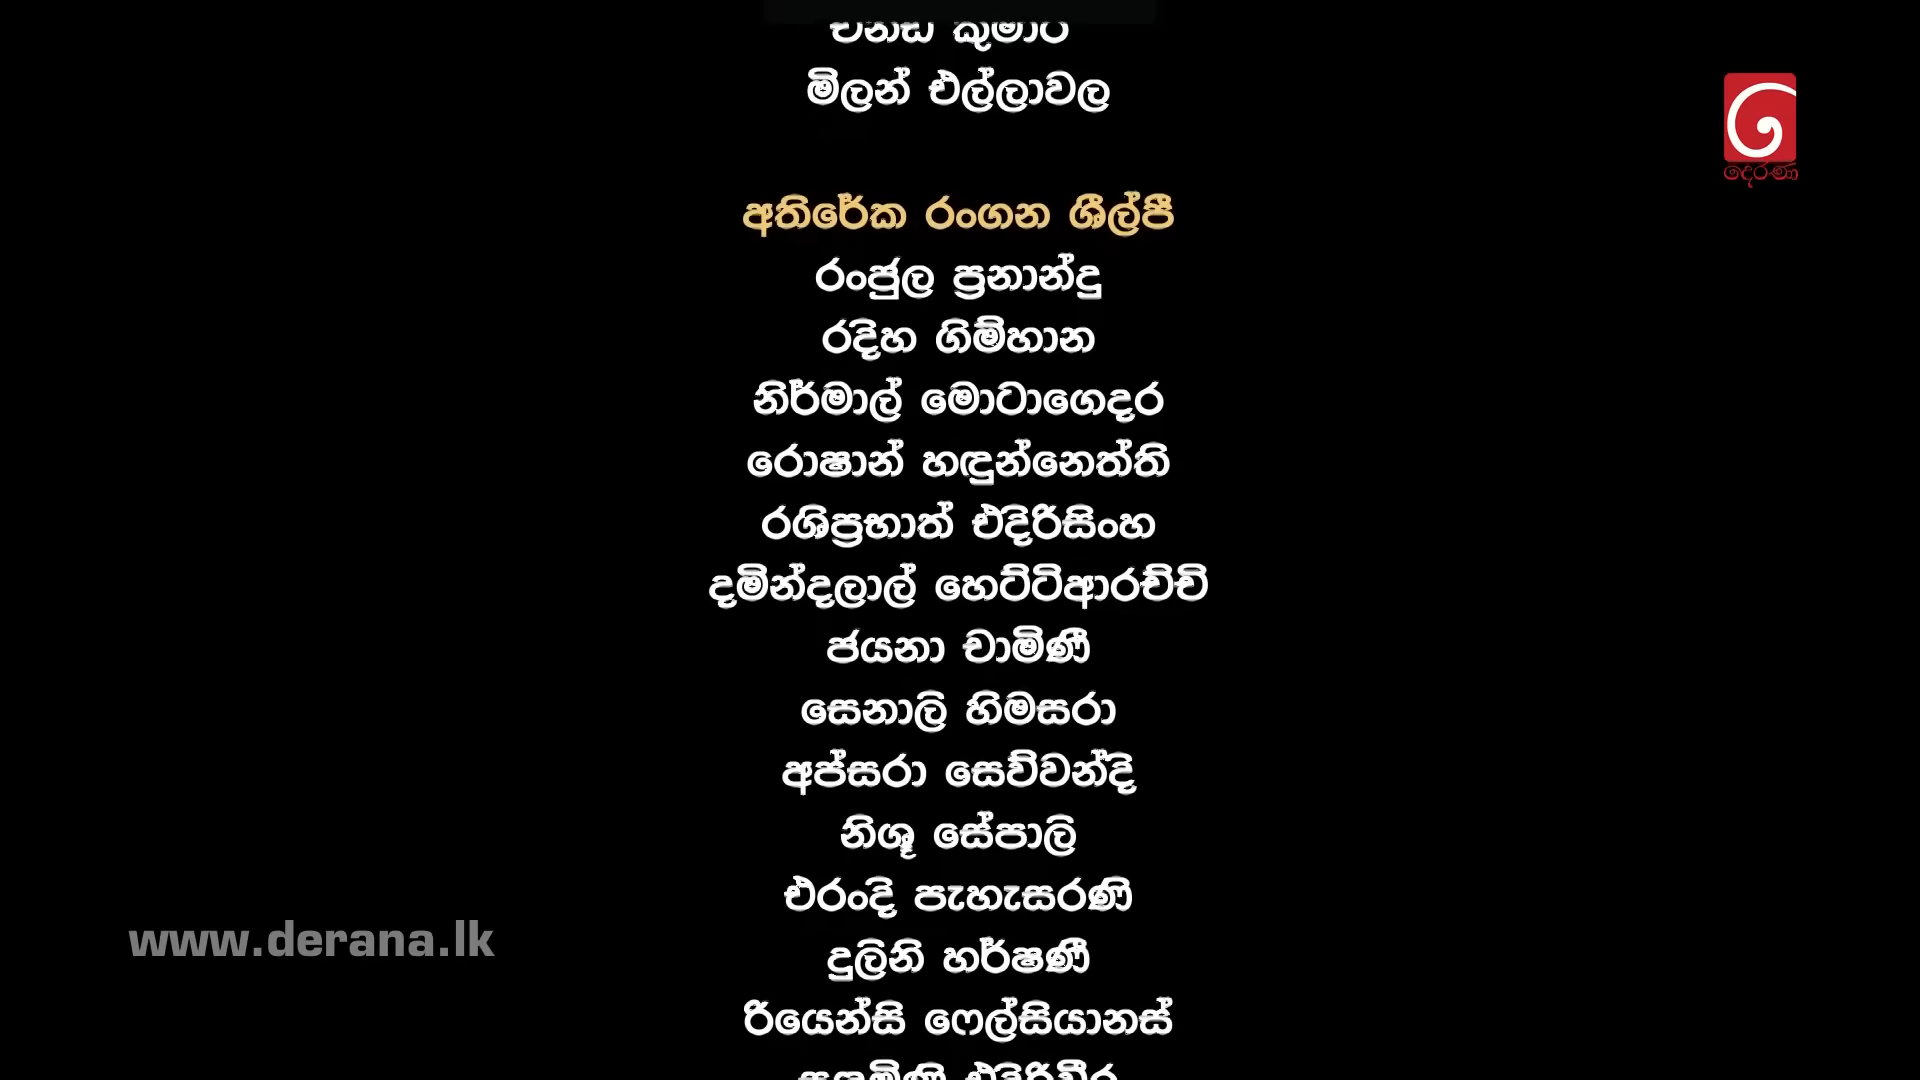 කුමාර
මිලන් එල්ලාවල
දෙරණ
අතිරේක රංගන ශිල්පී
රංජුල ප්‍රනාන්දු
රදිහ ගිම්හාන
නිර්මාල් මොටාගෙදර
රොෂාන් හඳුන්නෙත්ති
රශිප්‍රභාත් එදිරිසිංහ
දමින්දලාල් හෙට්ටිආරච්චි
ජයනා චාමිණී
සෙනාලි හිමසරා
අප්සරා සෙව්වන්දි
නිශූ සේපාලි
එරංදි පැහැසරණි
www.derana.lk
දුලිනි හර්ෂණී
රියෙන්සි ෆෙල්සියානස්